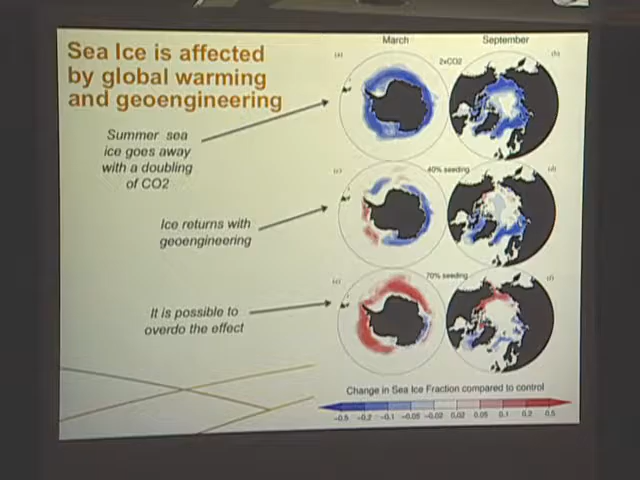 Sea Ice is affected
by global warming
and geoengineering
March
September
(a)
2xCO2
(b)
Summer sea
ice goes away
with a doubling
of CO2
(c)
40% seeding
(d)
Ice returns with
geoengineering
(e)
70% seeding
(f)
It is possible to
overdo the effect
Change in Sea Ice Fraction compared to control
-0.5 -0.2 -0.1 -0.05 -0.02 0.02 0.05 0.1 0.2 0.5